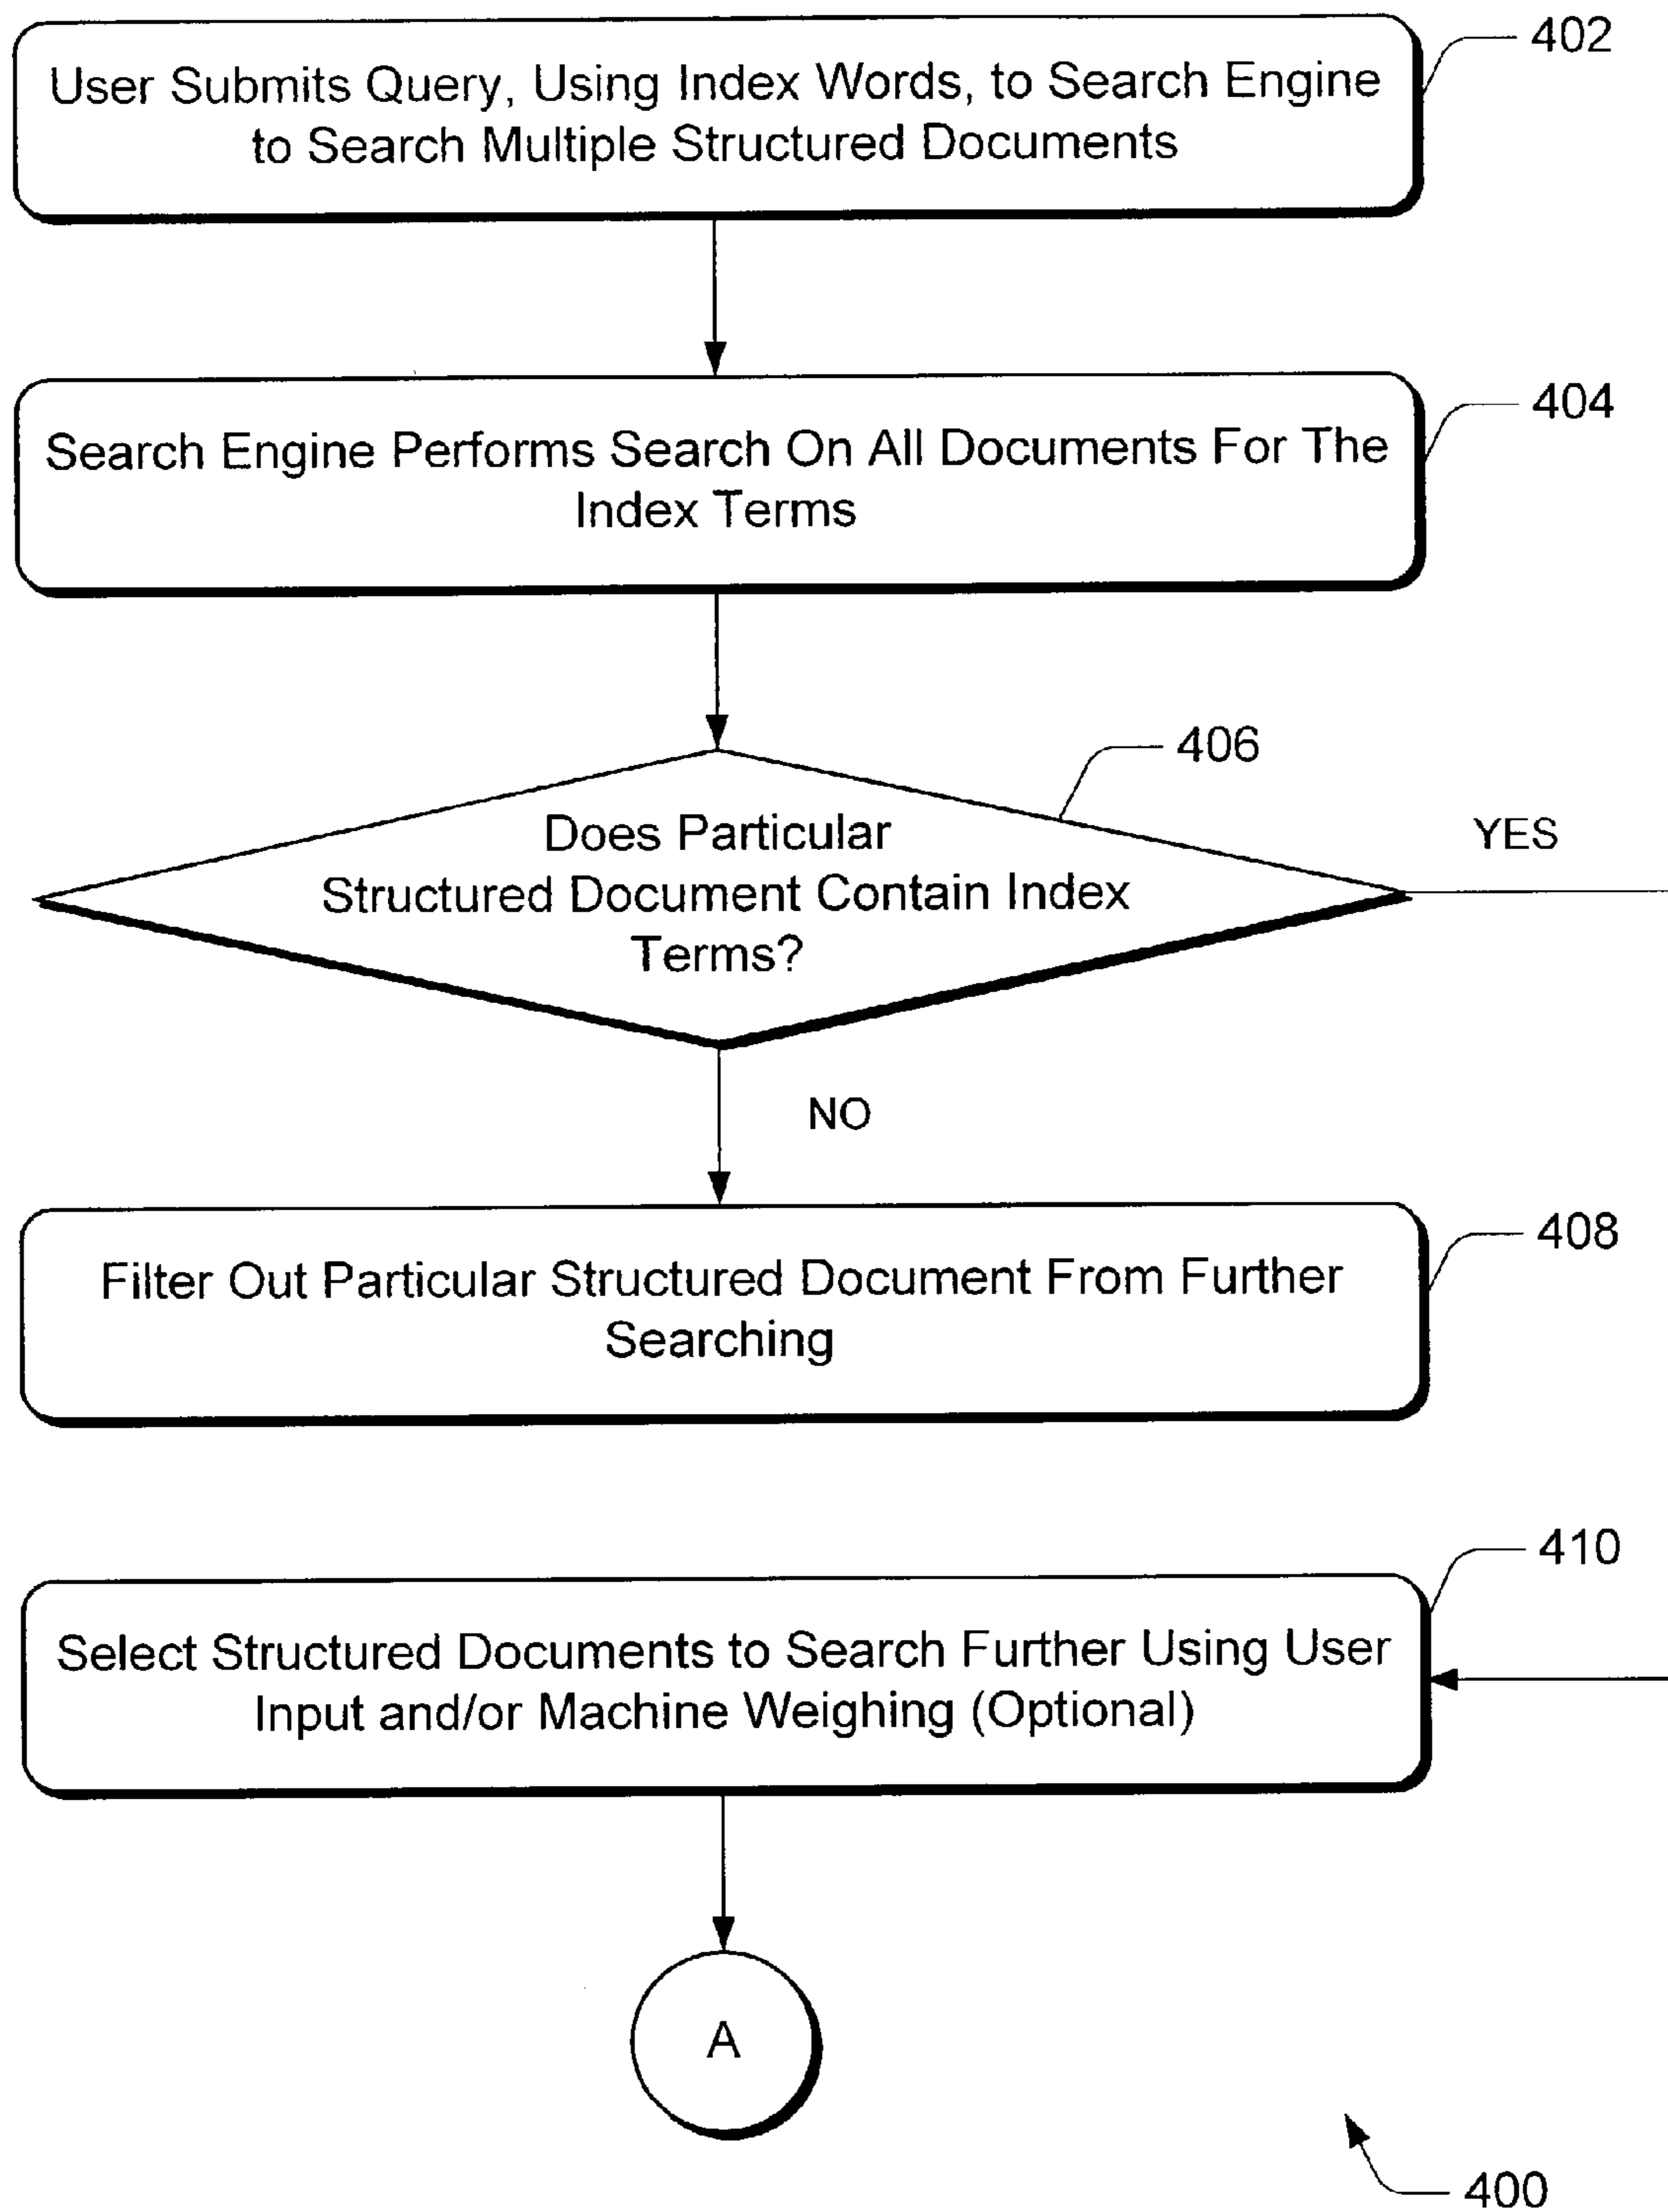 402
User Submits Query, Using Index Words, to Search Engine
to Search Multiple Structured Documents
404
Search Engine Performs Search On All Documents For The
Index Terms
406
Does Particular
Structured Document Contain Index
Terms?
YES
NO
408
Filter Out Particular Structured Document From Further
Searching
410
Select Structured Documents to Search Further Using User
Input and/or Machine Weighing (Optional)
A
400